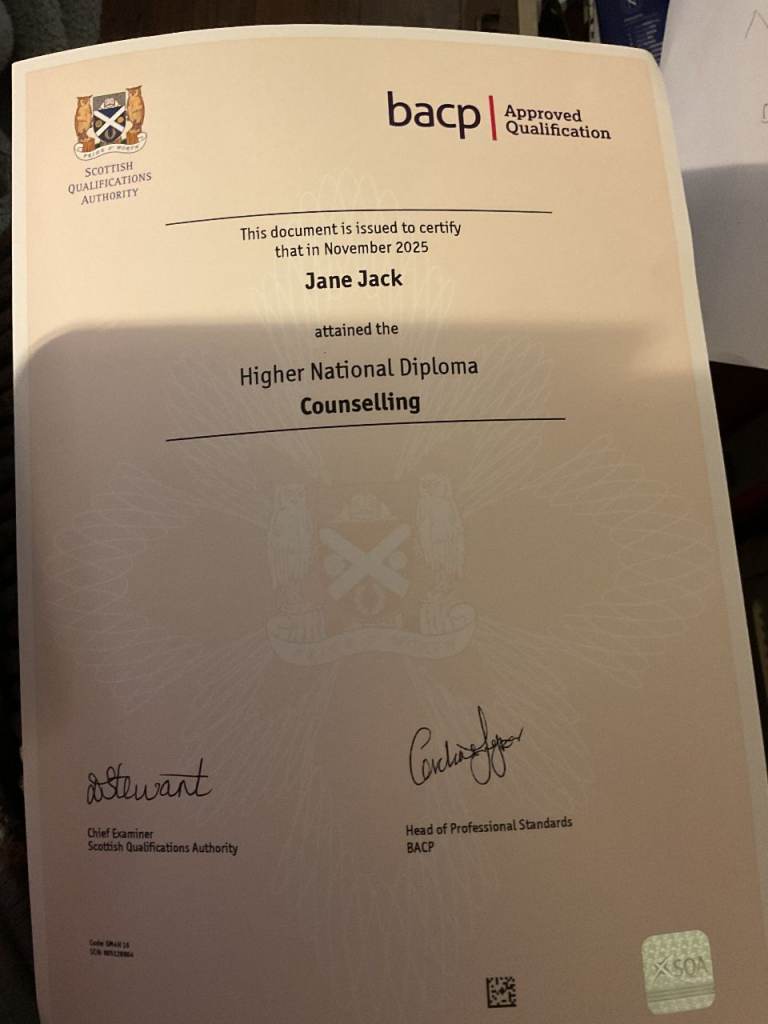 SCOTTISH
QUALIFICATIONS
AUTHORITY
bacp
Approved
Qualification
This document is issued to certify
that in November 2025
Jane Jack
attained the
Higher National Diploma
Counselling
DStewart
Chief Examiner
Scottish Qualifications Authority
Head of Professional Standards
BACP
SQA